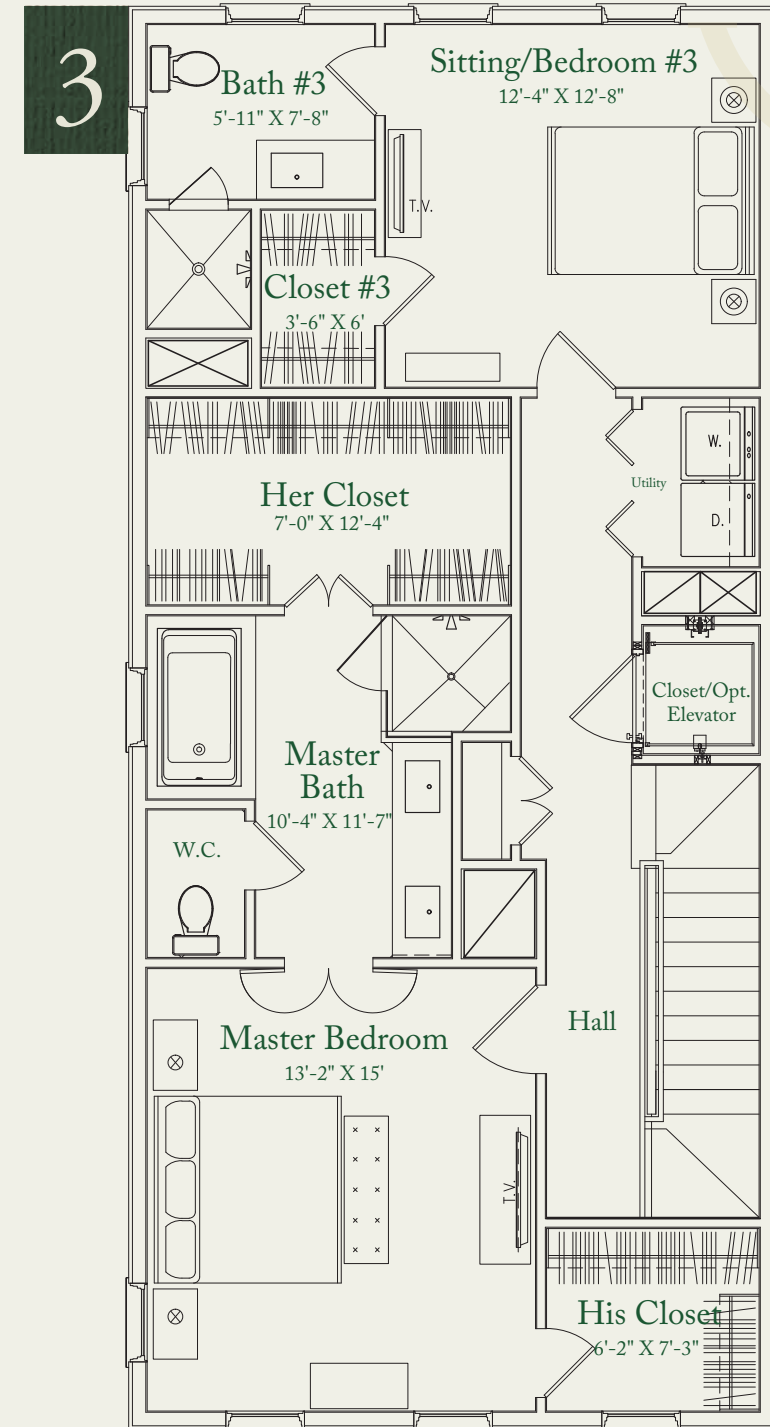 3
Bath #3
5'-11" X 7'-8"
Sitting/Bedroom #3
12'-4" X 12'-8"
T.V.
Closet #3
3'-6" X 6'
Her Closet
7'-0" X 12'-4"
W.
Utility
D.
Closet/Opt.
Elevator
Master
Bath
10'-4" X 11'-7"
W.C.
Hall
Master Bedroom
13'-2" X 15'
T.V.
His Closet
6'-2" X 7'-3"